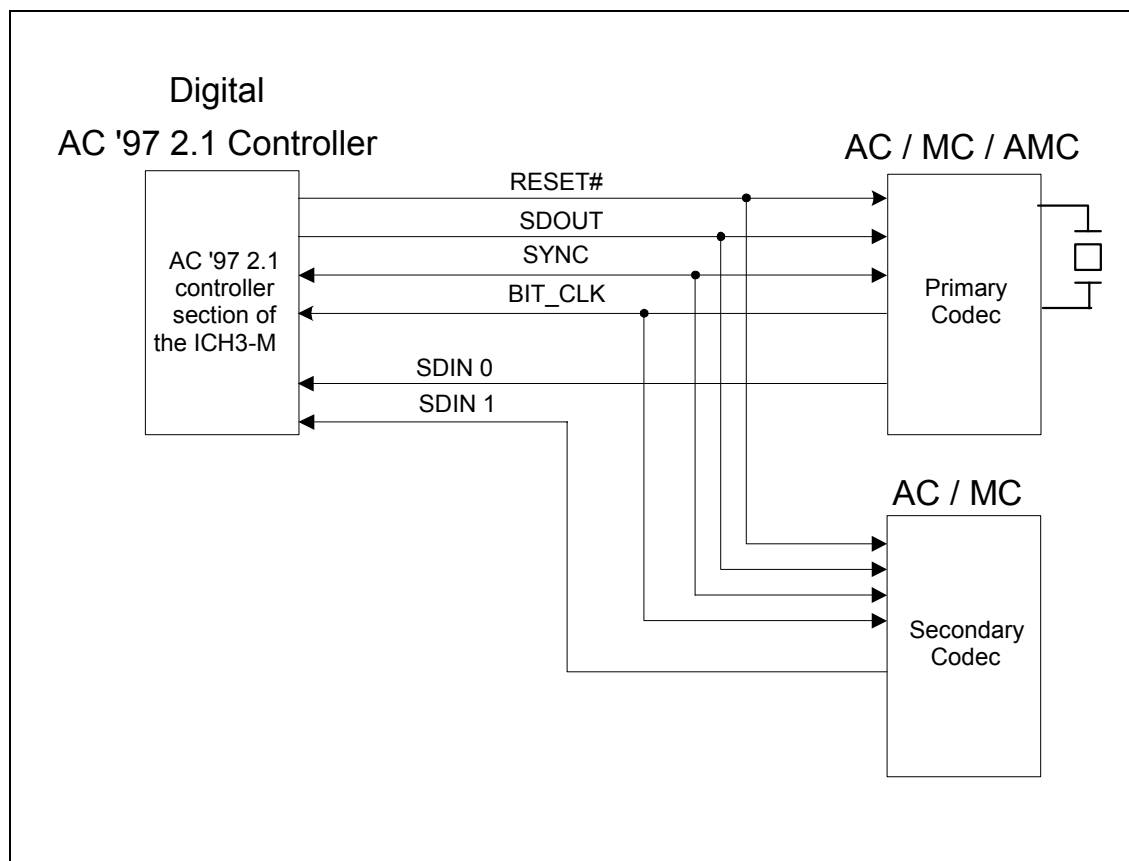 Digital
AC '97 2.1 Controller
AC / MC / AMC
RESET#
SDOUT
SYNC
BIT_CLK
SDIN 0
SDIN 1
AC '97 2.1
controller
section of
the ICH3-M
Primary
Codec
AC / MC
Secondary
Codec